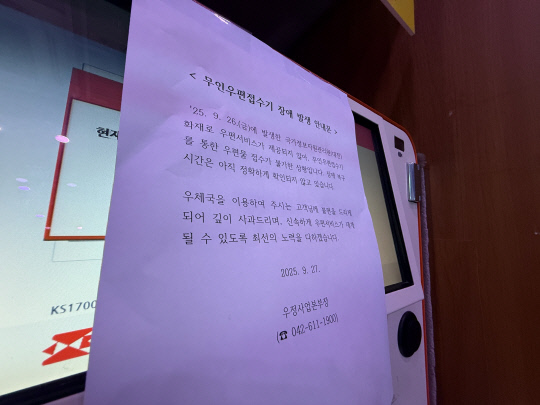 < 무인우편접수기 장애 발생 안내문 >
'25. 9. 26.(금)에 발생한 국가정보자원관리원(대전)
화재로 우편서비스가 제공되지 않아, 무인우편접수기
를 통한 우편물 접수가 불가한 상황입니다. 장애 복구
시간은 아직 정확하게 확인되지 않고 있습니다.
우체국을 이용하여 주시는 고객님께 불편을 드리게
되어 깊이 사과드리며, 신속하게 우편서비스가 재개
될 수 있도록 최선의 노력을 다하겠습니다.
2025. 9. 27.
우정사업본부장
(☎ 042-611-1900)
현재
KS1700